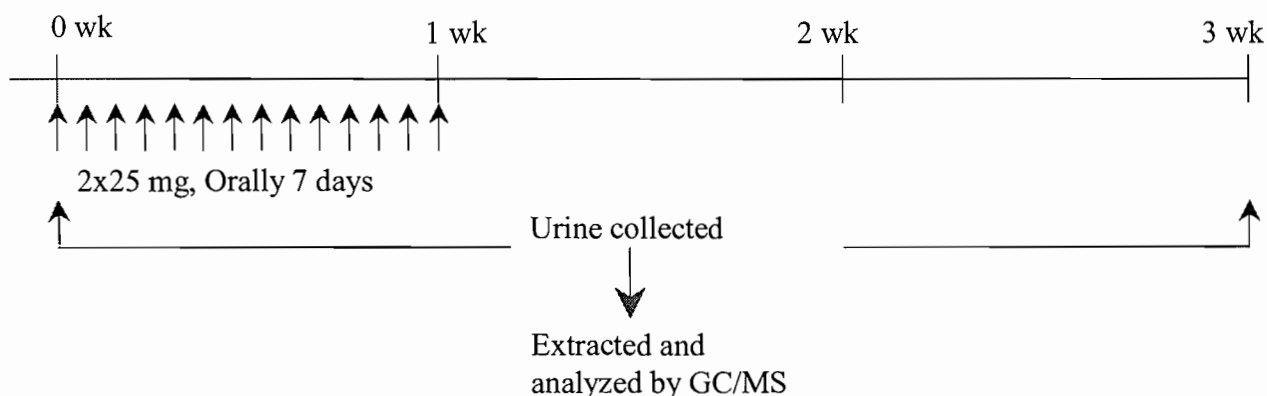 0 wk
1 wk
2 wk
3 wk
2x25 mg, Orally 7 days
Urine collected
Extracted and
analyzed by GC/MS